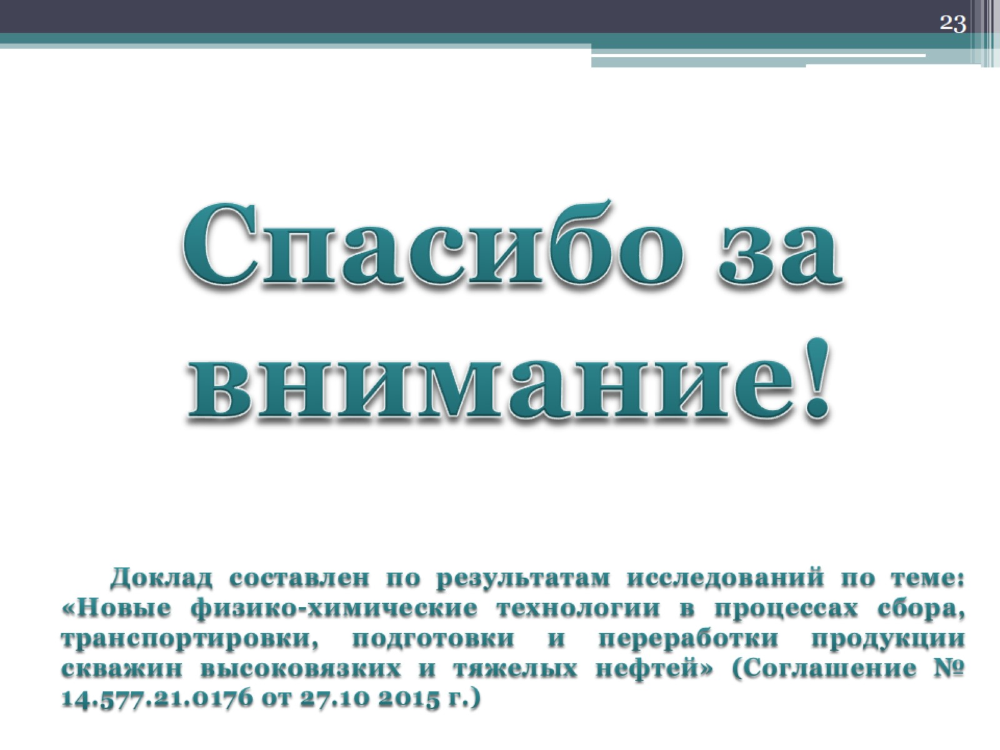 23
Спасибо за
внимание!
Доклад составлен по результатам исследований по теме:
«Новые физико-химические технологии в процессах сбора,
транспортировки, подготовки и переработки продукции
скважин высоковязких и тяжелых нефтей» (Соглашение №
14.577.21.0176 от 27.10 2015 г.)